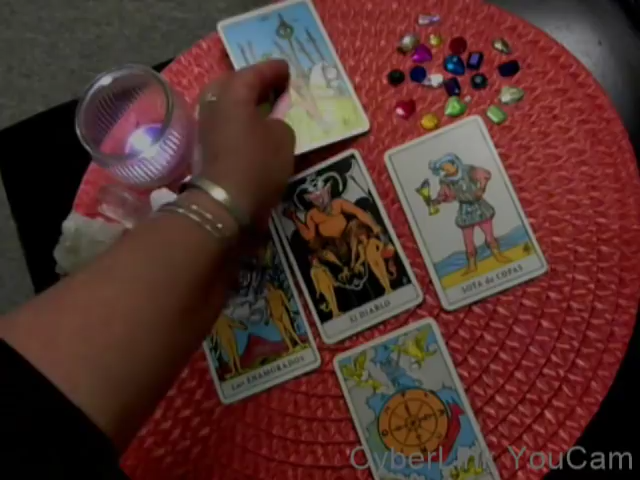 SOTA de COPAS
El DIABLO
Los ENAMORADOS
CyberLink YouCam